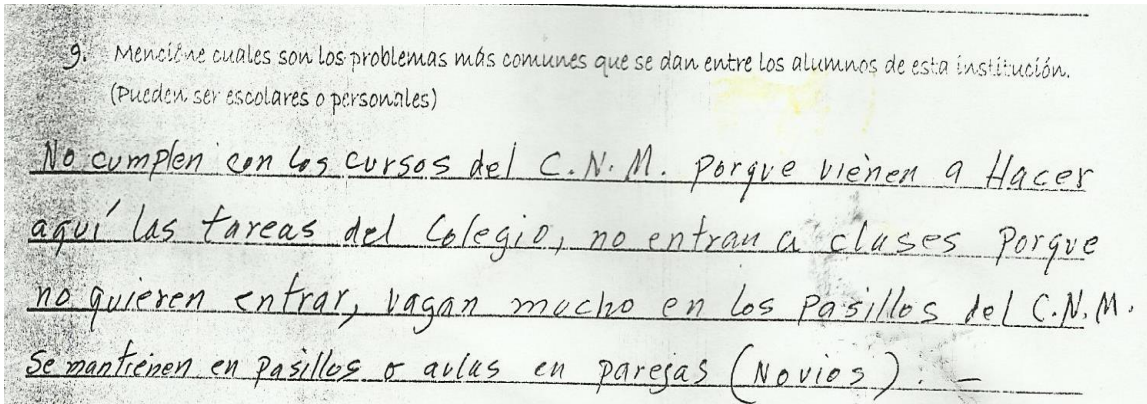 9. Mencione cuales son los problemas más comunes que se dan entre los alumnos de esta institución.
(Pueden ser escolares o personales)
No cumplen con los cursos del C.N.M. porque vienen a Hacer
aquí las tareas del Colegio, no entran a clases porque
no quieren entrar, vagan mucho en los pasillos del C.N.M.
Se mantienen en pasillos o aulas en parejas (Novios). —